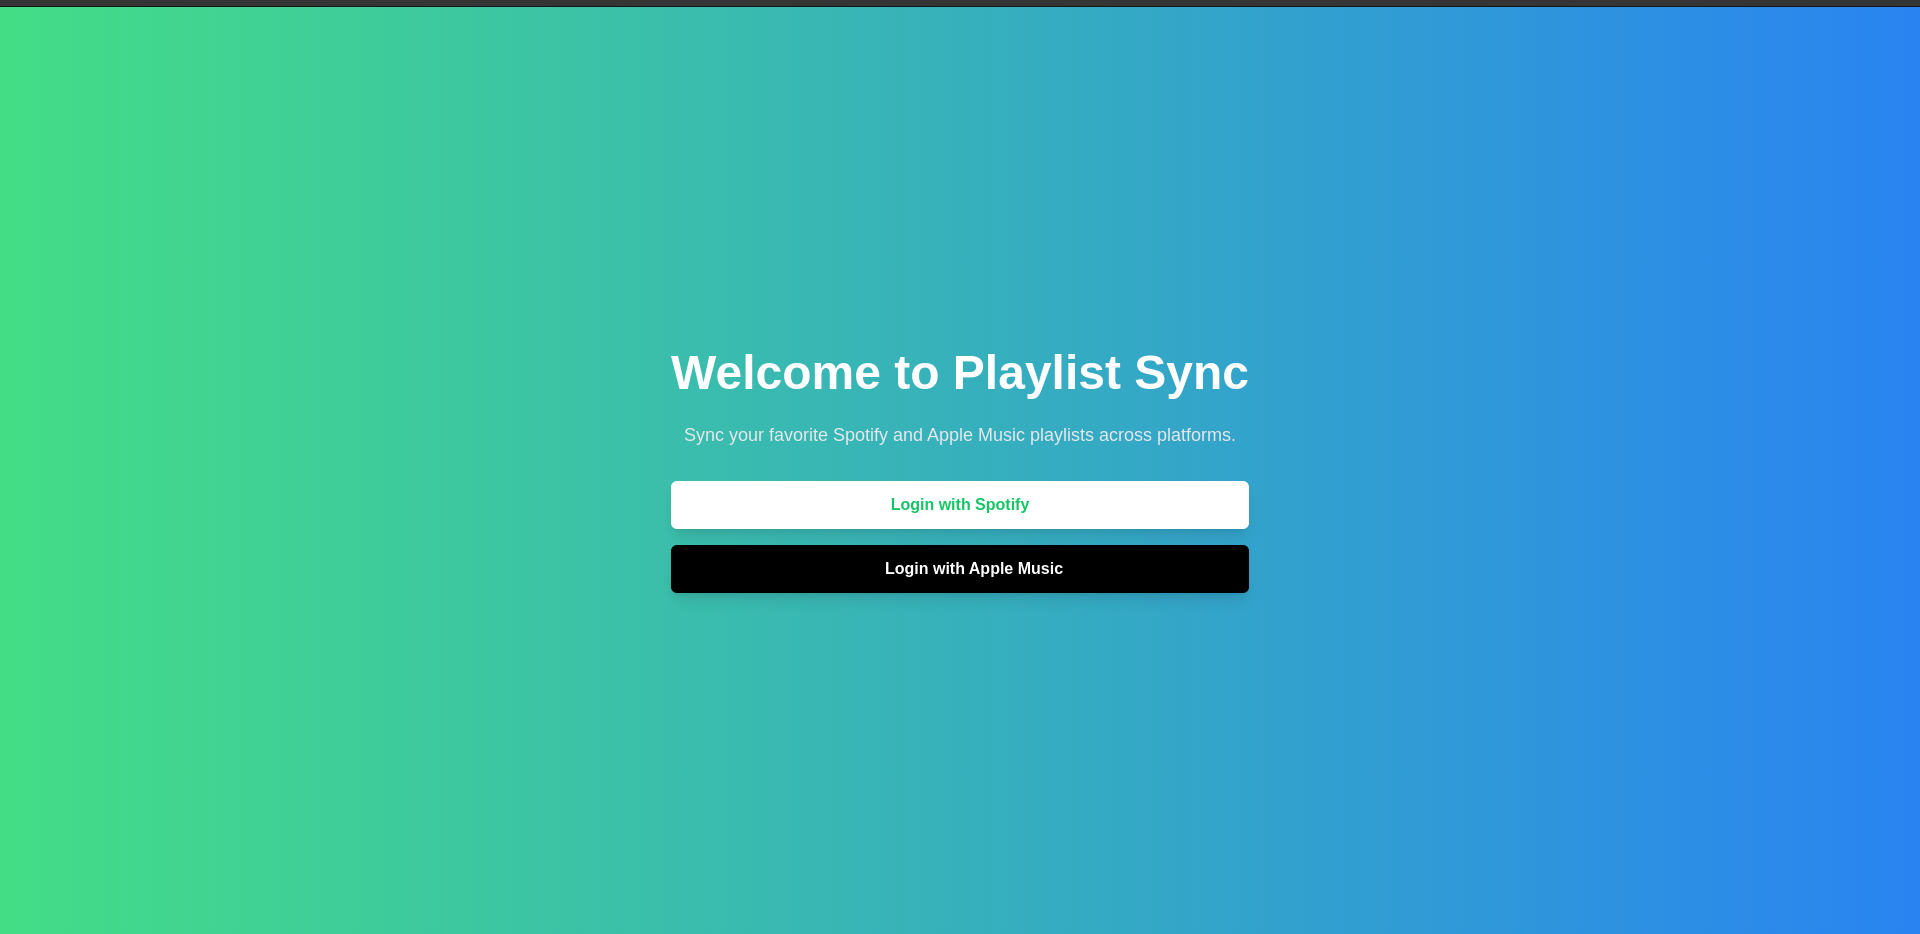 Welcome to Playlist Sync
Sync your favorite Spotify and Apple Music playlists across platforms.
Login with Spotify
Login with Apple Music